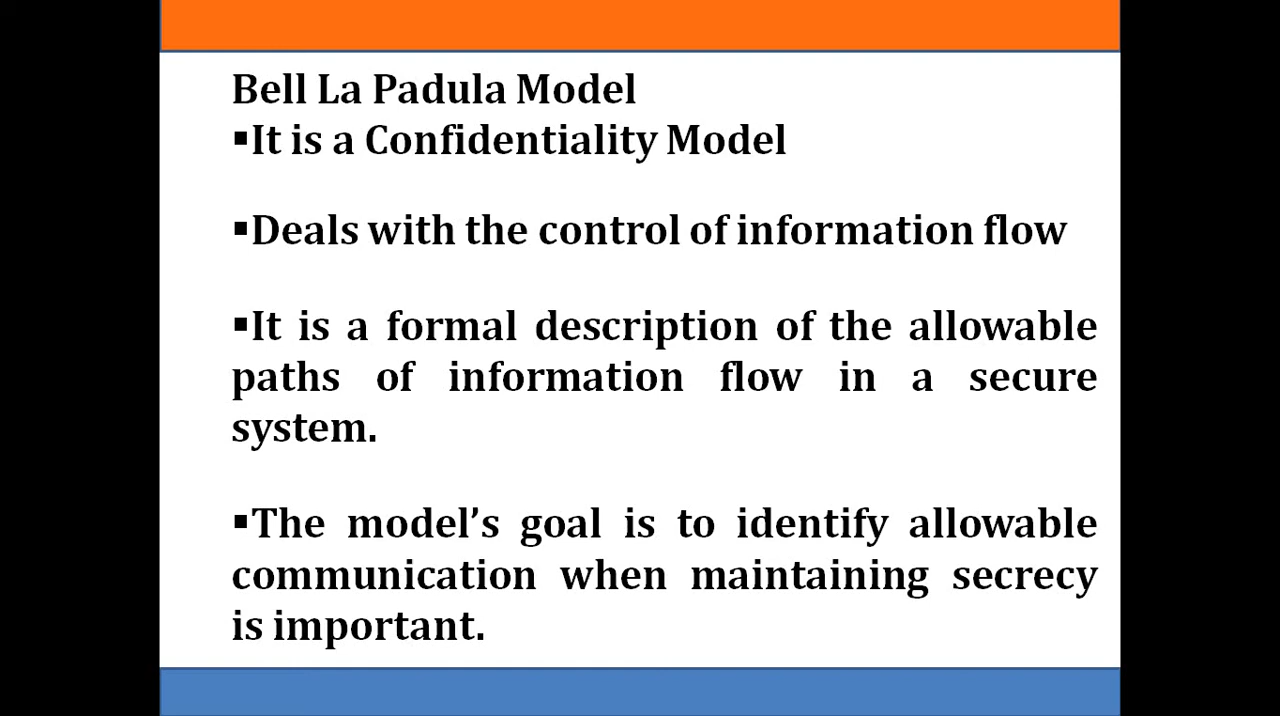 Bell La Padula Model
▪It is a Confidentiality Model
▪Deals with the control of information flow
▪It is a formal description of the allowable
paths of information flow in a secure
system.
▪The model’s goal is to identify allowable
communication when maintaining secrecy
is important.